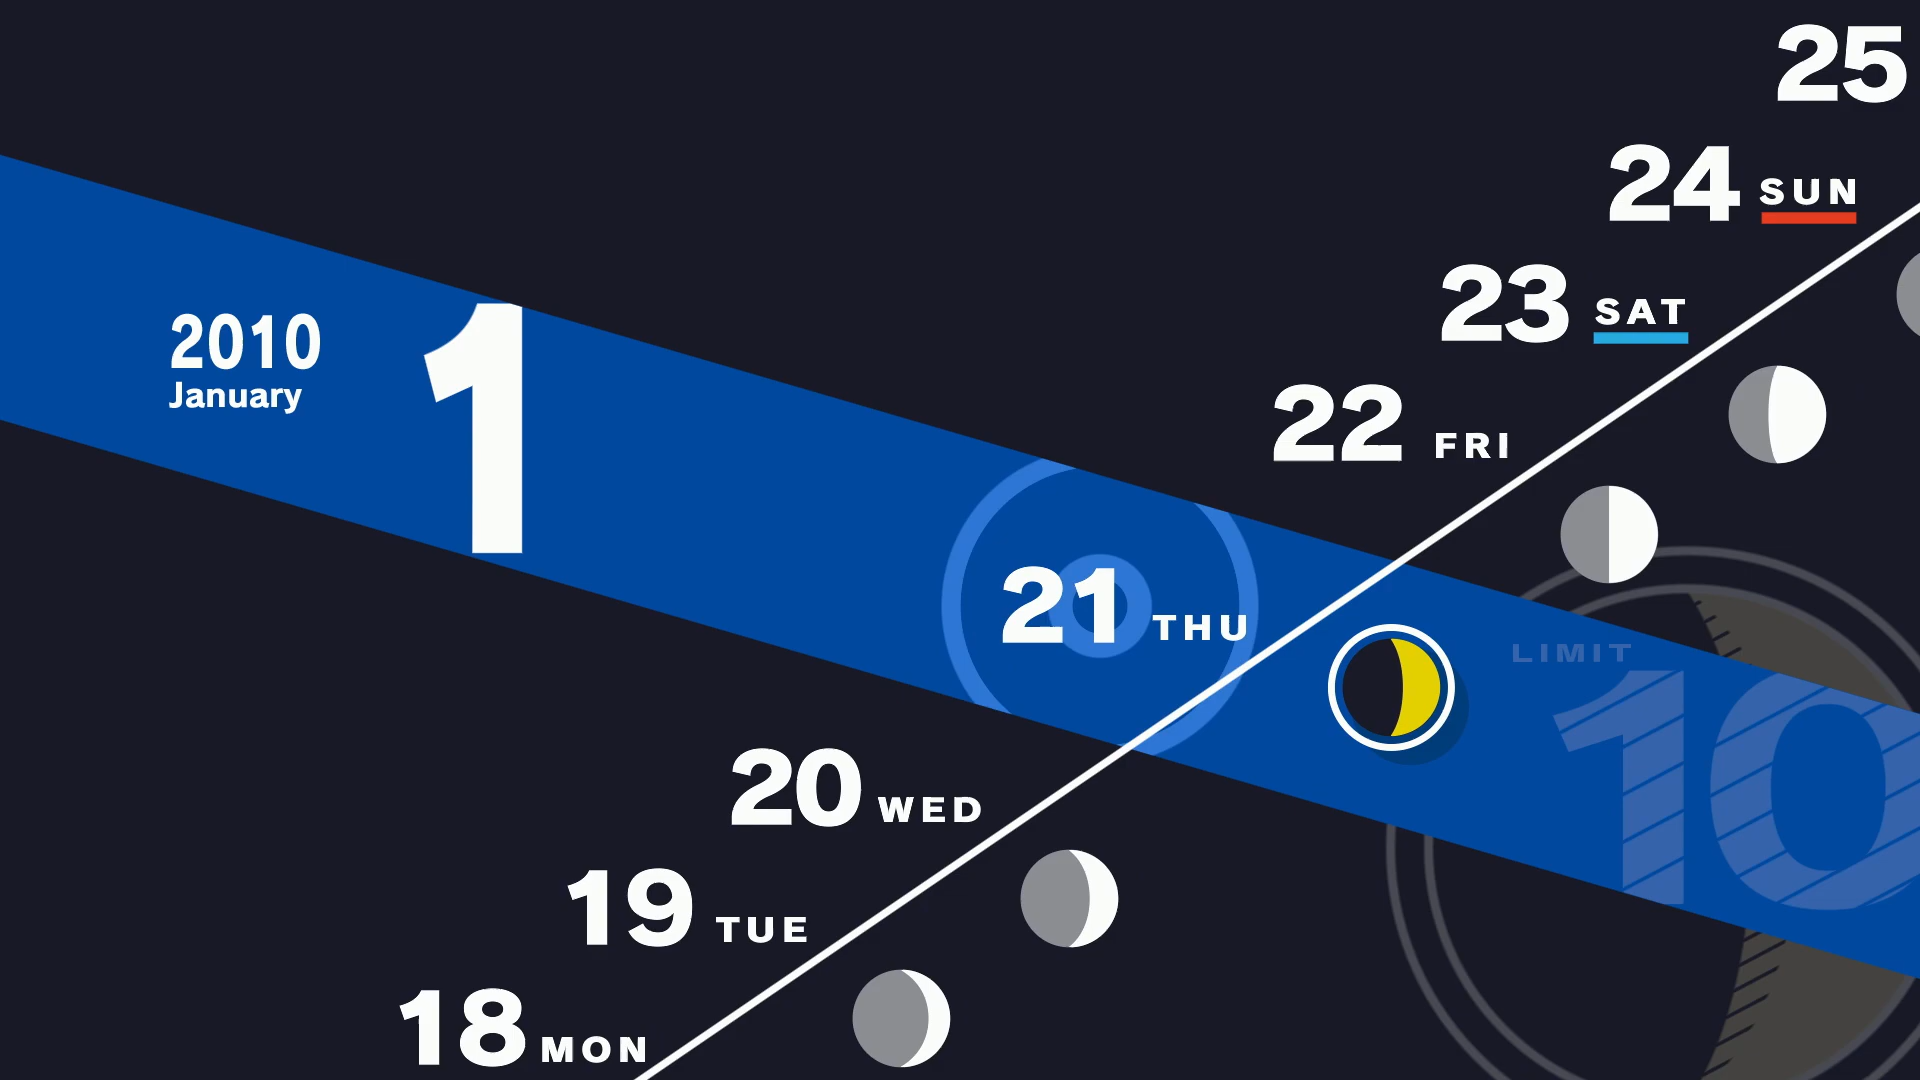 25
24 SUN
23 SAT
2010
January
1
22 FRI
21 THU
LIMIT
10
20 WED
19 TUE
18 MON